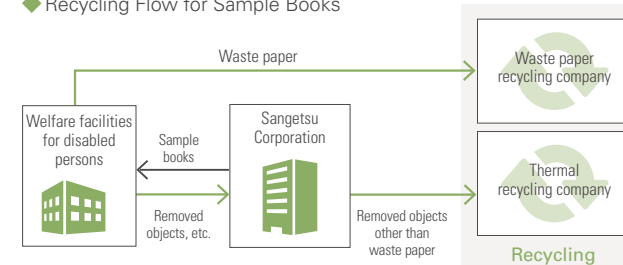 Recycling Flow for Sample Books
Waste paper
Waste paper
recycling company
Welfare facilities
for disabled
persons
Sample
books
Sangetsu
Corporation
Thermal
recycling company
Removed
objects, etc.
Removed objects
other than
waste paper
Recycling